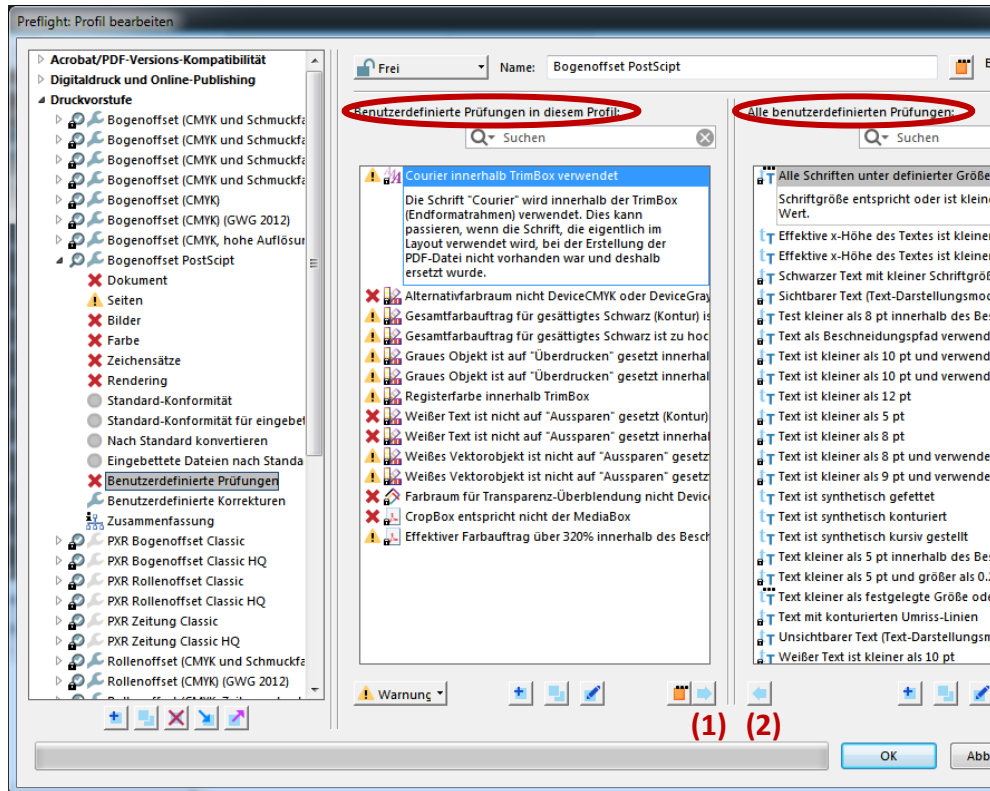 Preflight: Profil bearbeiten
Acrobat/PDF-Versions-Kompatibilität
Digitaldruck und Online-Publishing
Druckvorstufe
Bogenoffset (CMYK und Schmuckfa
Bogenoffset (CMYK und Schmuckfa
Bogenoffset (CMYK und Schmuckfa
Bogenoffset (CMYK und Schmuckfa
Bogenoffset (CMYK)
Bogenoffset (CMYK) (GWG 2012)
Bogenoffset (CMYK, hohe Auflösur
Bogenoffset PostScipt
Dokument
Seiten
Bilder
Farbe
Zeichensätze
Rendering
Standard-Konformität
Standard-Konformität für eingebet
Nach Standard konvertieren
Eingebettete Dateien nach Standa
Benutzerdefinierte Prüfungen
Benutzerdefinierte Korrekturen
Zusammenfassung
PXR Bogenoffset Classic
PXR Bogenoffset Classic HQ
PXR Rollenoffset Classic
PXR Rollenoffset Classic HQ
PXR Zeitung Classic
PXR Zeitung Classic HQ
Rollenoffset (CMYK und Schmuckfa
Rollenoffset (CMYK) (GWG 2012)
Frei Name: Bogenoffset PostScipt
Benutzerdefinierte Prüfungen in diesem Profil:
Suchen
Courier innerhalb TrimBox verwendet
Die Schrift "Courier" wird innerhalb der TrimBox
(Endformatrahmen) verwendet. Dies kann
passieren, wenn die Schrift, die eigentlich im
Layout verwendet wird, bei der Erstellung der
PDF-Datei nicht vorhanden war und deshalb
ersetzt wurde.
Alternativfarbraum nicht DeviceCMYK oder DeviceGray
Gesamtfarbauftrag für gesättigtes Schwarz (Kontur) is
Gesamtfarbauftrag für gesättigtes Schwarz ist zu hoc
Graues Objekt ist auf "Überdrucken" gesetzt innerhal
Graues Objekt ist auf "Überdrucken" gesetzt innerhal
Registerfarbe innerhalb TrimBox
Weißer Text ist nicht auf "Aussparen" gesetzt (Kontur)
Weißer Text ist nicht auf "Aussparen" gesetzt innerhal
Weißes Vektorobjekt ist nicht auf "Aussparen" gesetz
Weißes Vektorobjekt ist nicht auf "Aussparen" gesetz
Farbraum für Transparenz-Überblendung nicht Devic
CropBox entspricht nicht der MediaBox
Effektiver Farbauftrag über 320% innerhalb des Besch
Warnung
(1) (2)
Alle benutzerdefinierten Prüfungen:
Suchen
Alle Schriften unter definierter Größe
Schriftgröße entspricht oder ist klein
Wert.
Effektive x-Höhe des Textes ist kleiner
Effektive x-Höhe des Textes ist kleiner
Schwarzer Text mit kleiner Schriftgröß
Sichtbarer Text (Text-Darstellungsmod
Test kleiner als 8 pt innerhalb des Bes
Text als Beschneidungspfad verwend
Text ist kleiner als 10 pt und verwend
Text ist kleiner als 10 pt und verwend
Text ist kleiner als 12 pt
Text ist kleiner als 5 pt
Text ist kleiner als 8 pt
Text ist kleiner als 8 pt und verwende
Text ist kleiner als 9 pt und verwende
Text ist synthetisch gefettet
Text ist synthetisch konturiert
Text ist synthetisch kursiv gestellt
Text kleiner als 5 pt innerhalb des Bes
Text kleiner als 5 pt und größer als 0.
Text kleiner als festgelegte Größe ode
Text mit konturierten Umriss-Linien
Unsichtbarer Text (Text-Darstellungsm
Weißer Text ist kleiner als 10 pt
OK
Abb